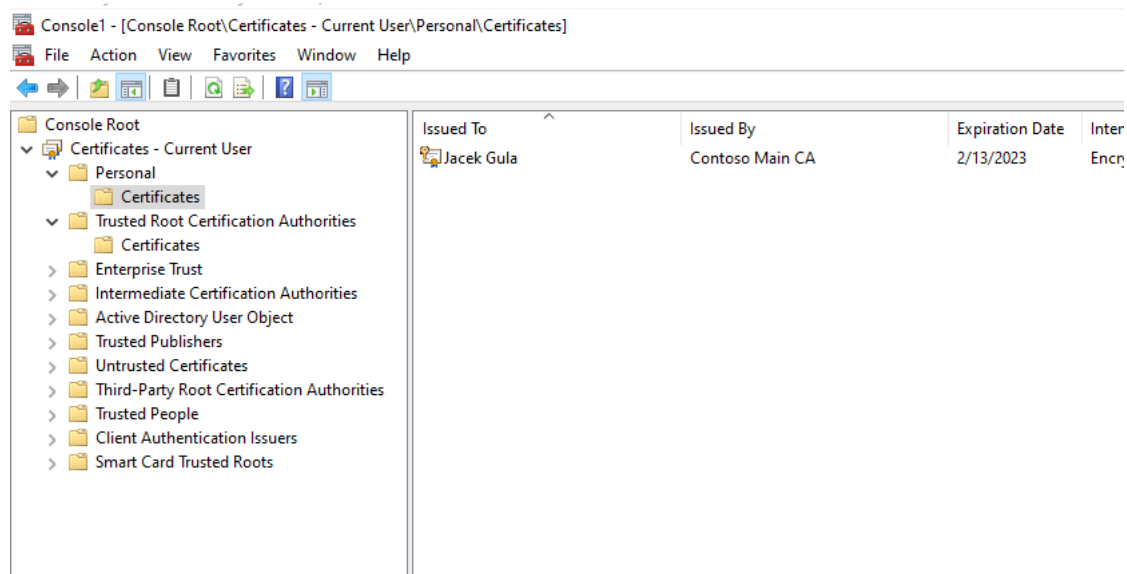 Console1 - [Console Root\Certificates - Current User\Personal\Certificates]
File Action View Favorites Window Help
Console Root
Certificates - Current User
Personal
Certificates
Trusted Root Certification Authorities
Certificates
Enterprise Trust
Intermediate Certification Authorities
Active Directory User Object
Trusted Publishers
Untrusted Certificates
Third-Party Root Certification Authorities
Trusted People
Client Authentication Issuers
Smart Card Trusted Roots
Issued To Issued By Expiration Date Inter
Jacek Gula Contoso Main CA 2/13/2023 Encry